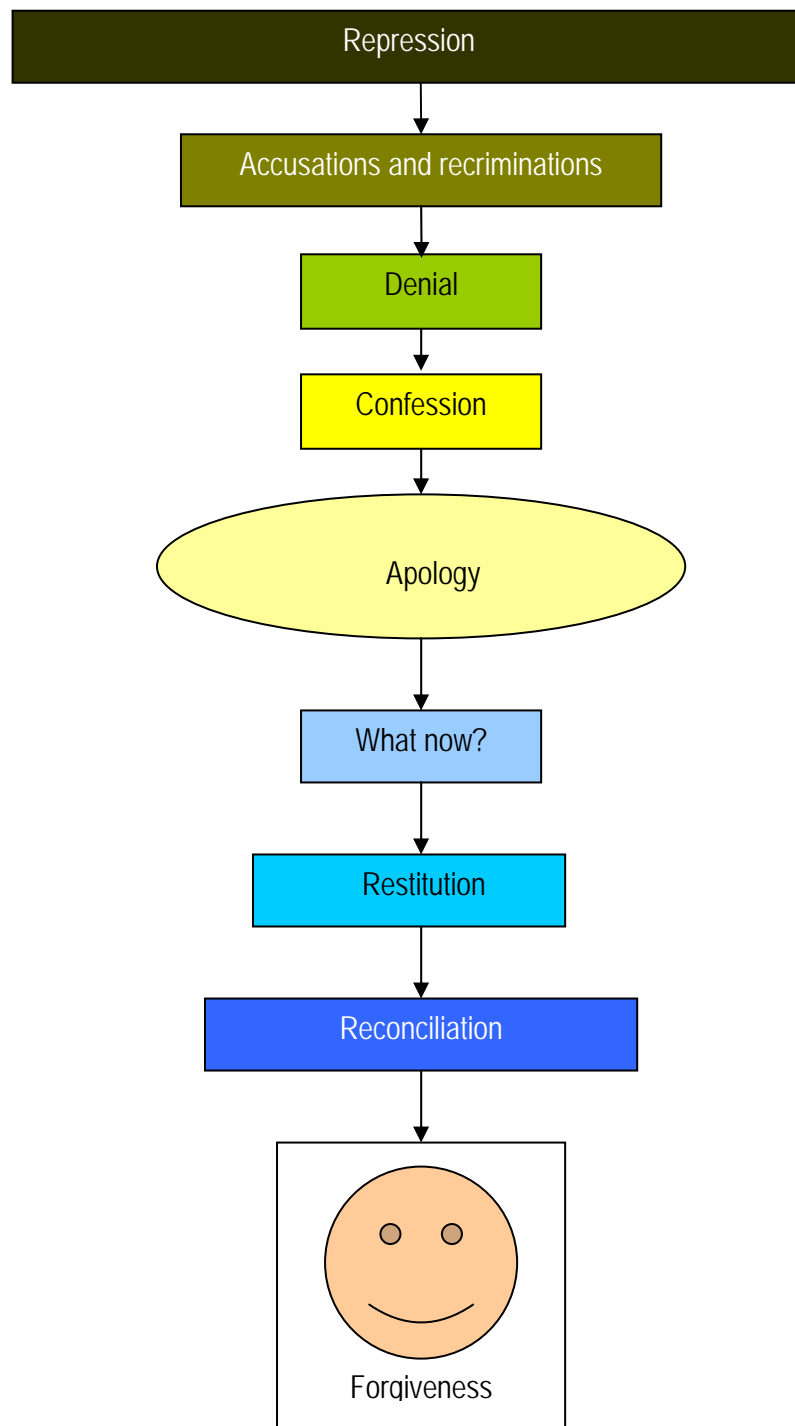 Repression
Accusations and recriminations
Denial
Confession
Apology
What now?
Restitution
Reconciliation
Forgiveness